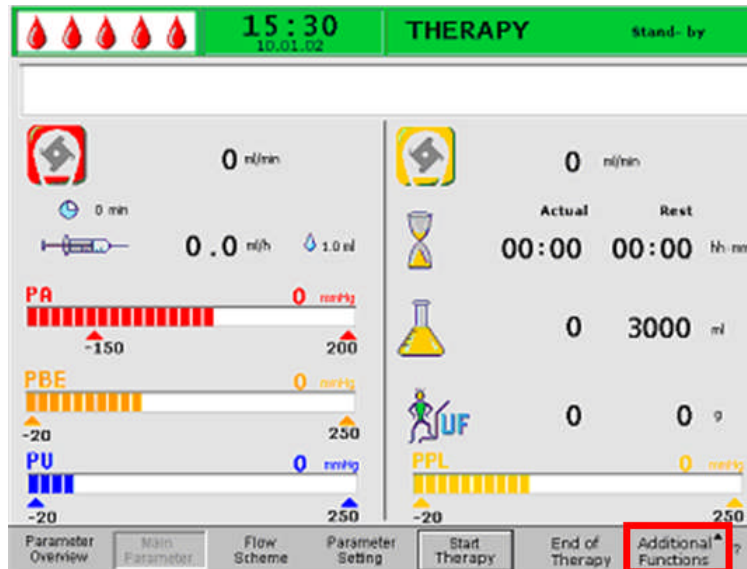 15:30 THERAPY Stand-by
10.01.02
0 ml/min 0 ml/min
0 min Actual Rest
0.0 ml/h 1.0 ml 00:00 00:00 hh-mm
PA 0 mmHg
-150 200
0 3000 ml
PBE 0 mmHg
-20 250
UF 0 0 g
PV 0 mmHg PPL 0 mmHg
-20 250 -20 250
Parameter Overview Main Parameter Flow Scheme Parameter Setting Start Therapy End of Therapy Additional Functions ?